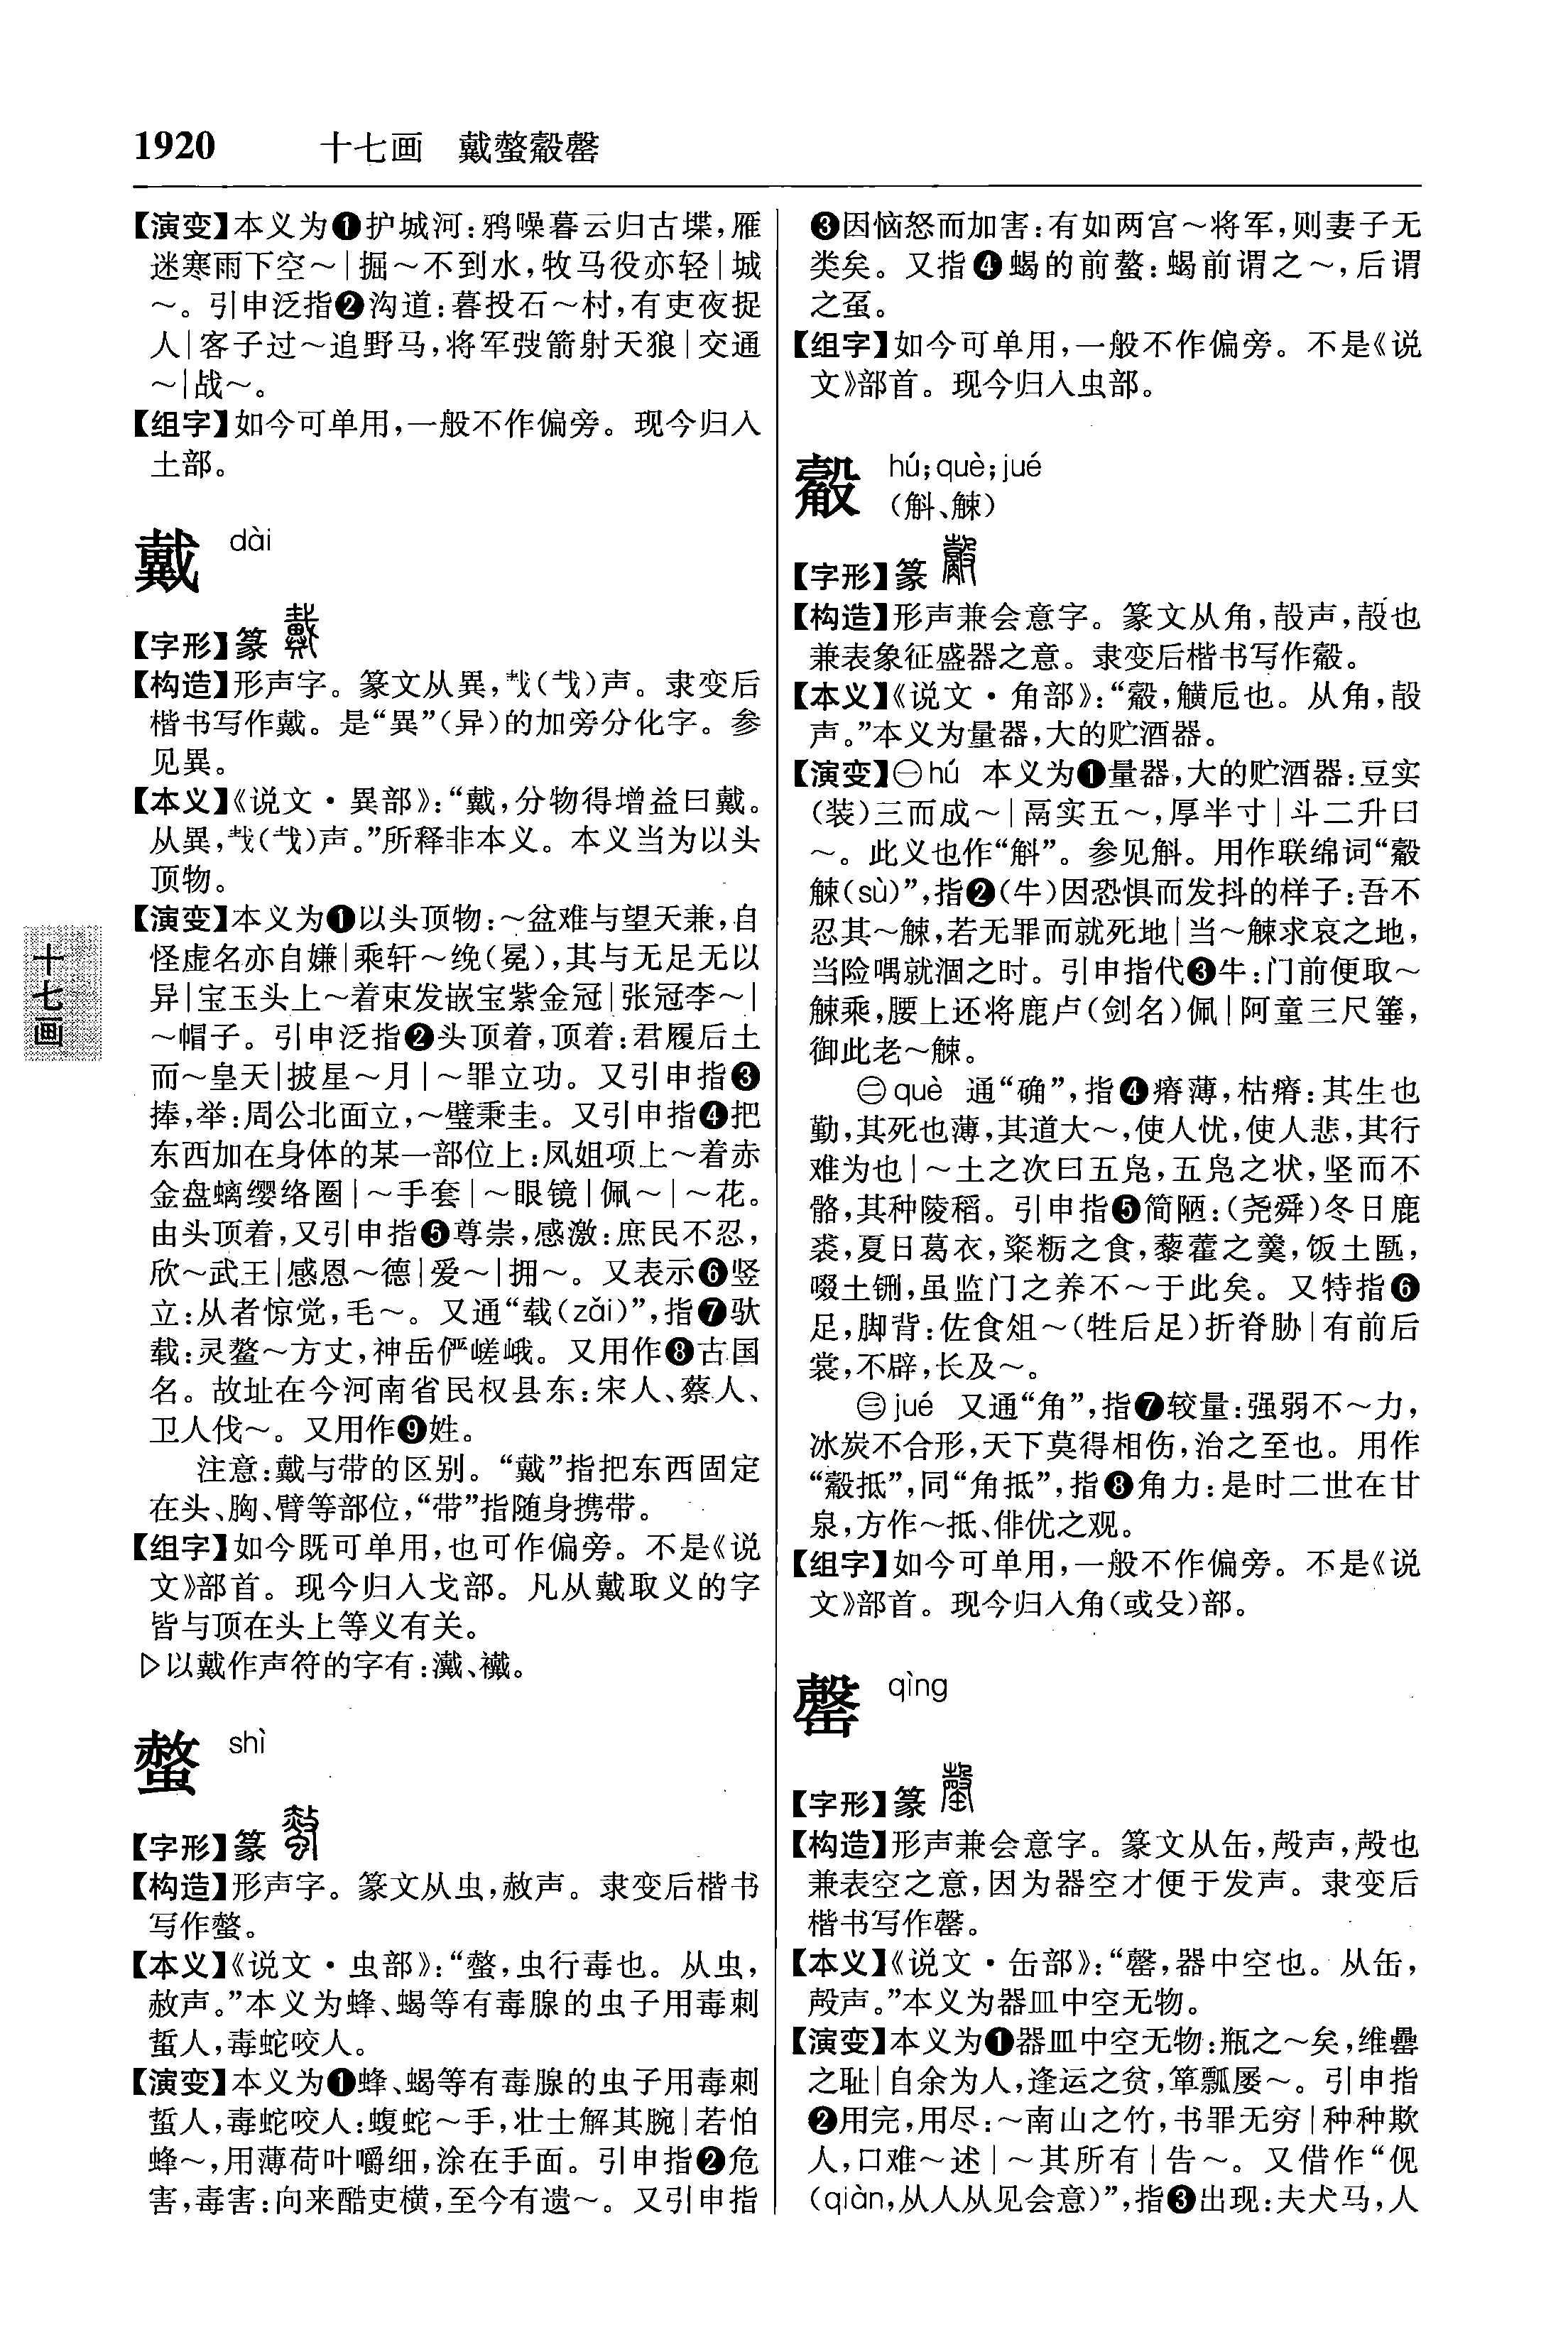 1920 十七画 戴螫觳罄
【演变】本义为❶护城河:鸦噪暮云归古堞,雁
迷寒雨下空～|掘～不到水,牧马役亦轻|城
～。引申泛指❷沟道:暮投石～村,有吏夜捉
人|客子过～追野马,将军弢箭射天狼|交通
～|战～。
【组字】如今可单用,一般不作偏旁。现今归入
土部。
戴 dài
【字形】篆
【构造】形声字。篆文从異,𢦏(𢦒)声。隶变后
楷书写作戴。是“異”(异)的加旁分化字。参
见異。
【本义】《说文·異部》:“戴,分物得增益曰戴。
从異,𢦏(𢦒)声。”所释非本义。本义当为以头
顶物。
【演变】本义为❶以头顶物:～盆难与望天兼,自
怪虚名亦自嫌|乘轩～绕(冕),其与无足无以
异|宝玉头上～着束发嵌宝紫金冠|张冠李～|
～帽子。引申泛指❷头顶着,顶着:君履后土
而～皇天|披星～月|～罪立功。又引申指❸
捧,举:周公北面立,～璧秉圭。又引申指❹把
东西加在身体的某一部位上:凤姐项上～着赤
金盘螭缨络圈|～手套|～眼镜|佩～|～花。
由头顶着,又引申指❺尊崇,感激:庶民不忍,
欣～武王|感恩～德|爱～|拥～。又表示❻竖
立:从者惊觉,毛～。又通“载(zǎi)”,指❼驮
载:灵鳌～方丈,神岳俨嵯峨。又用作❽古国
名。故址在今河南省民权县东:宋人、蔡人、
卫人伐～。又用作❾姓。
注意:戴与带的区别。“戴”指把东西固定
在头、胸、臂等部位,“带”指随身携带。
【组字】如今既可单用,也可作偏旁。不是《说
文》部首。现今归入戈部。凡从戴取义的字
皆与顶在头上等义有关。
▷以戴作声符的字有:瀻、襶。
螫 shì
【字形】篆
【构造】形声字。篆文从虫,赦声。隶变后楷书
写作螫。
【本义】《说文·虫部》:“螫,虫行毒也。从虫,
赦声。”本义为蜂、蝎等有毒腺的虫子用毒刺
蜇人,毒蛇咬人。
【演变】本义为❶蜂、蝎等有毒腺的虫子用毒刺
蜇人,毒蛇咬人:蝮蛇～手,壮士解其腕|若怕
蜂～,用薄荷叶嚼细,涂在手面。引申指❷危
害,毒害:向来酷吏横,至今有遗～。又引申指
❸因恼怒而加害:有如两宫～将军,则妻子无
类矣。又指❹蝎的前螯:蝎前谓之～,后谓
之虿。
【组字】如今可单用,一般不作偏旁。不是《说
文》部首。现今归入虫部。
觳 hú;què;jué
(斛、觫)
【字形】篆
【构造】形声兼会意字。篆文从角,㱿声,㱿也
兼表象征盛器之意。隶变后楷书写作觳。
【本义】《说文·角部》:“觳,觵卮也。从角,㱿
声。”本义为量器,大的贮酒器。
【演变】㊀hú 本义为❶量器,大的贮酒器:豆实
(装)三而成～|鬲实五～,厚半寸|斗二升曰
～。此义也作“斛”。参见斛。用作联绵词“觳
觫(sù)”,指❷(牛)因恐惧而发抖的样子:吾不
忍其～觫,若无罪而就死地|当～觫求哀之地,
当险喁就涸之时。引申指代❸牛:门前便取～
觫乘,腰上还将鹿卢(剑名)佩|阿童三尺箠,
御此老～觫。
㊁què 通“确”,指❹瘠薄,枯瘠:其生也
勤,其死也薄,其道大～,使人忧,使人悲,其行
难为也|～土之次曰五凫,五凫之状,坚而不
骼,其种陵稻。引申指❺简陋:(尧舜)冬日鹿
裘,夏日葛衣,粢粝之食,藜藿之羹,饭土匦,
啜土铏,虽监门之养不～于此矣。又特指❻
足,脚背:佐食俎～(牲后足)折脊胁|有前后
裳,不辟,长及～。
㊂jué 又通“角”,指❼较量:强弱不～力,
冰炭不合形,天下莫得相伤,治之至也。用作
“觳抵”,同“角抵”,指❽角力:是时二世在甘
泉,方作～抵、俳优之观。
【组字】如今可单用,一般不作偏旁。不是《说
文》部首。现今归入角(或殳)部。
罄 qìng
【字形】篆
【构造】形声兼会意字。篆文从缶,殸声,殸也
兼表空之意,因为器空才便于发声。隶变后
楷书写作罄。
【本义】《说文·缶部》:“罄,器中空也。从缶,
殸声。”本义为器皿中空无物。
【演变】本义为❶器皿中空无物:瓶之～矣,维罍
之耻|自余为人,逢运之贫,箪瓢屡～。引申指
❷用完,用尽:～南山之竹,书罪无穷|种种欺
人,口难～述|～其所有|告～。又借作“俔
(qiàn,从人从见会意)”,指❸出现:夫犬马,人
十七画